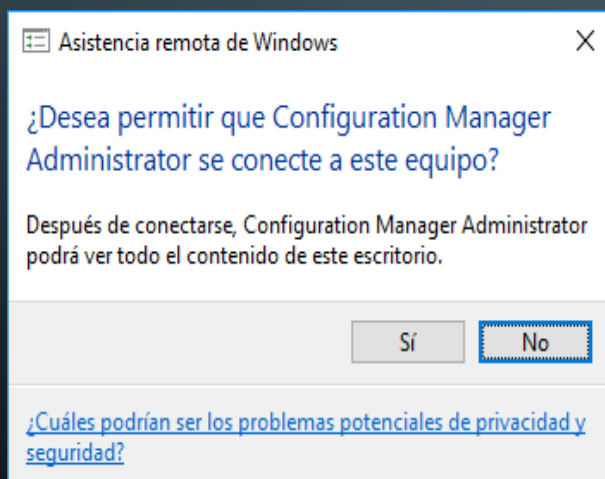 Asistencia remota de Windows
¿Desea permitir que Configuration Manager
Administrator se conecte a este equipo?
Después de conectarse, Configuration Manager Administrator
podrá ver todo el contenido de este escritorio.
Sí
No
¿Cuáles podrían ser los problemas potenciales de privacidad y
seguridad?